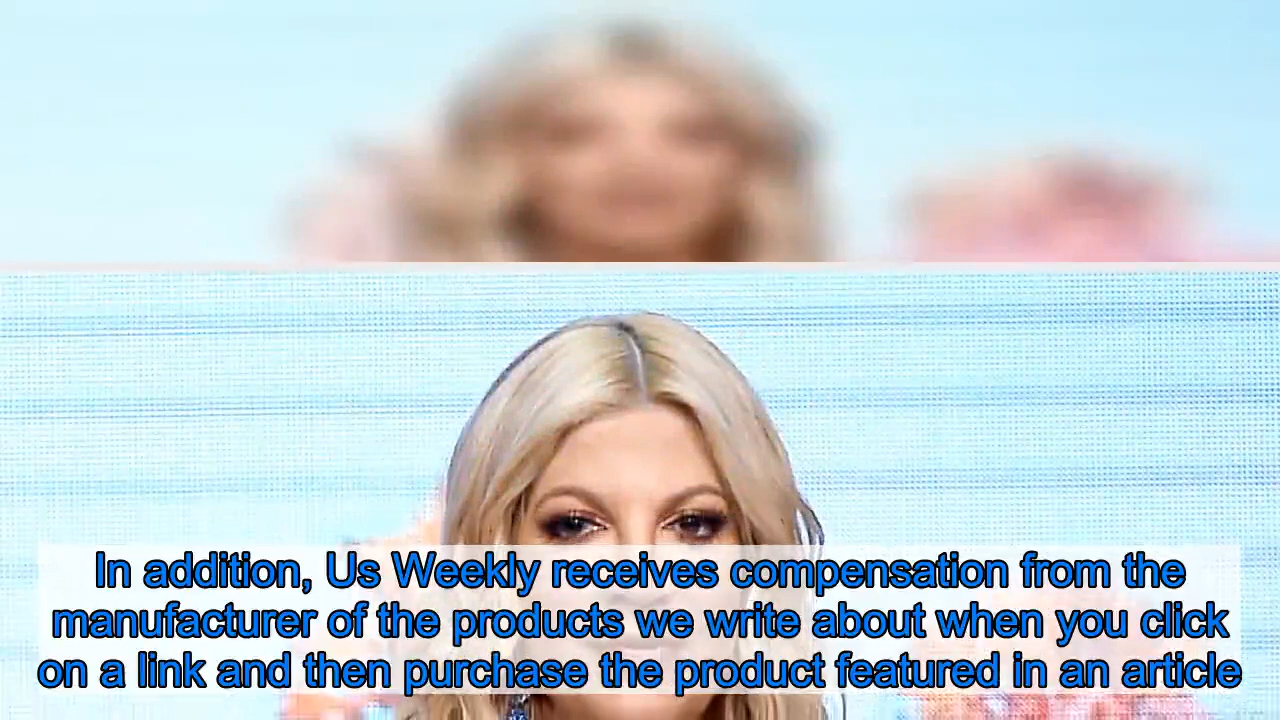 In addition, Us Weekly receives compensation from the
manufacturer of the products we write about when you click
on a link and then purchase the product featured in an article